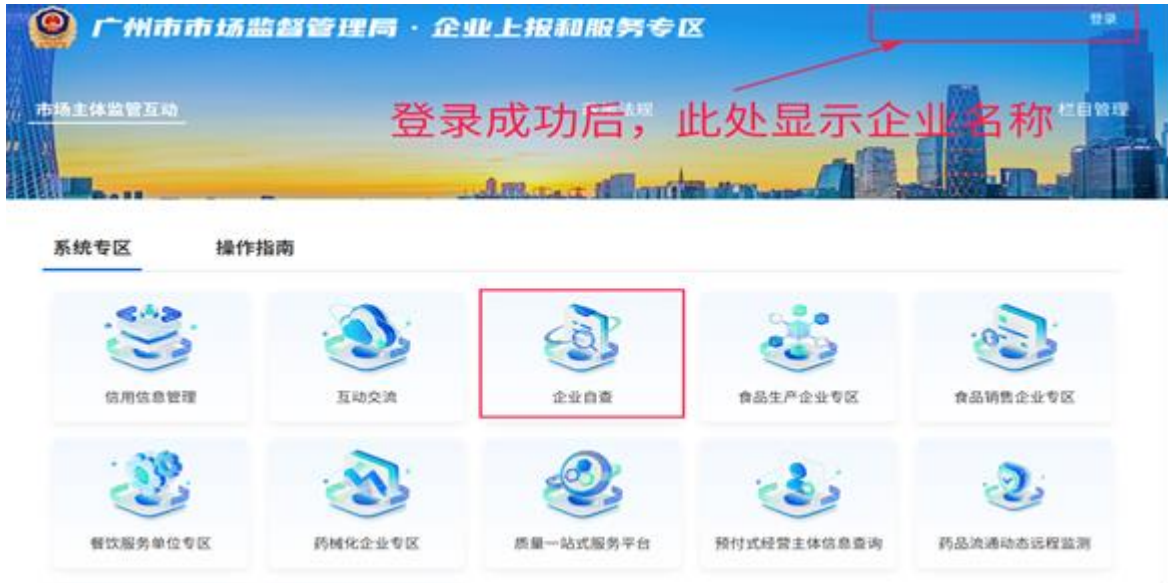 广州市市场监督管理局·企业上报和服务专区
登录
市场主体监管互动
法规
栏目管理
登录成功后，此处显示企业名称
系统专区
操作指南
信用信息管理
互动交流
企业自查
食品生产企业专区
食品销售企业专区
餐饮服务单位专区
药械化企业专区
质量一站式服务平台
预付式经营主体信息查询
药品流通动态远程监测